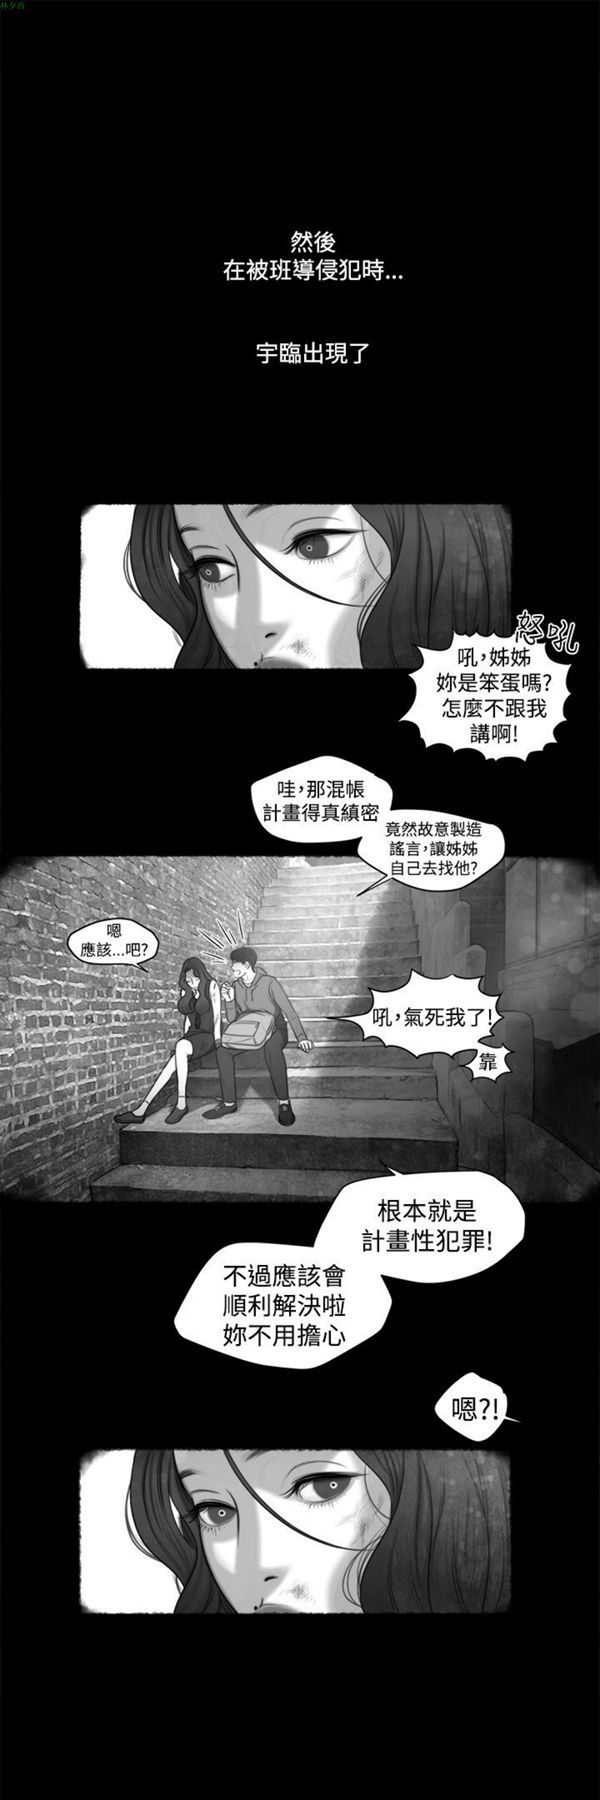 林夕西
然後
在被班導侵犯時...
宇臨出現了
怒吼
吼，姊姊
妳是笨蛋嗎？
怎麼不跟我
講啊！
哇，那混帳
計畫得真縝密
竟然故意製造
謠言，讓姊姊
自己去找他？
嗯
應該...吧？
吼，氣死我了！
靠
根本就是
計畫性犯罪！
不過應該會
順利解決啦
妳不用擔心
嗯？！